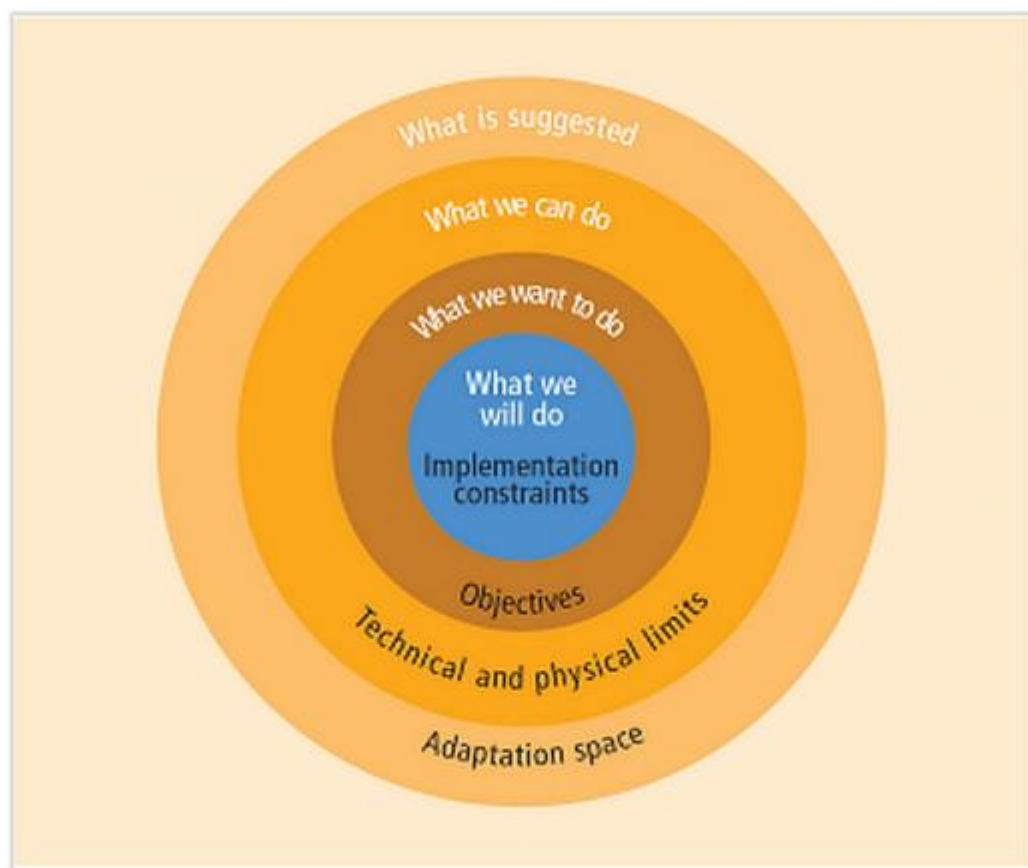 What is suggested
What we can do
What we want to do
What we
will do
Implementation
constraints
Objectives
Technical and physical limits
Adaptation space